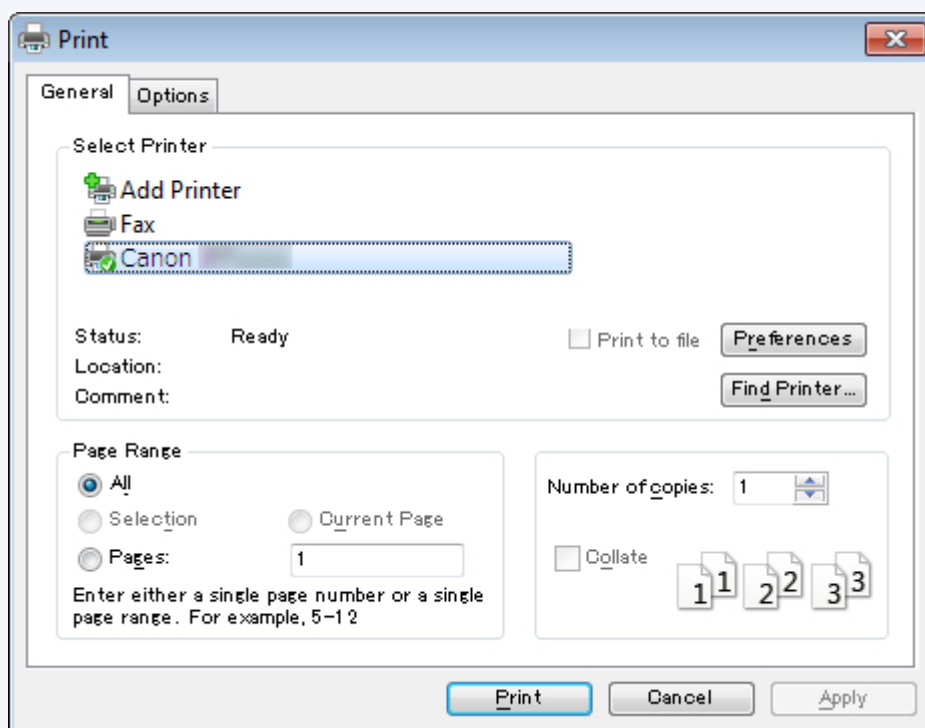 Print
General Options
Select Printer
Add Printer
Fax
Canon
Status: Ready
Location:
Comment:
Print to file
Preferences
Find Printer...
Page Range
All
Selection Current Page
Pages: 1
Enter either a single page number or a single
page range. For example, 5-12
Number of copies: 1
Collate
1 1 2 2 3 3
Print Cancel Apply